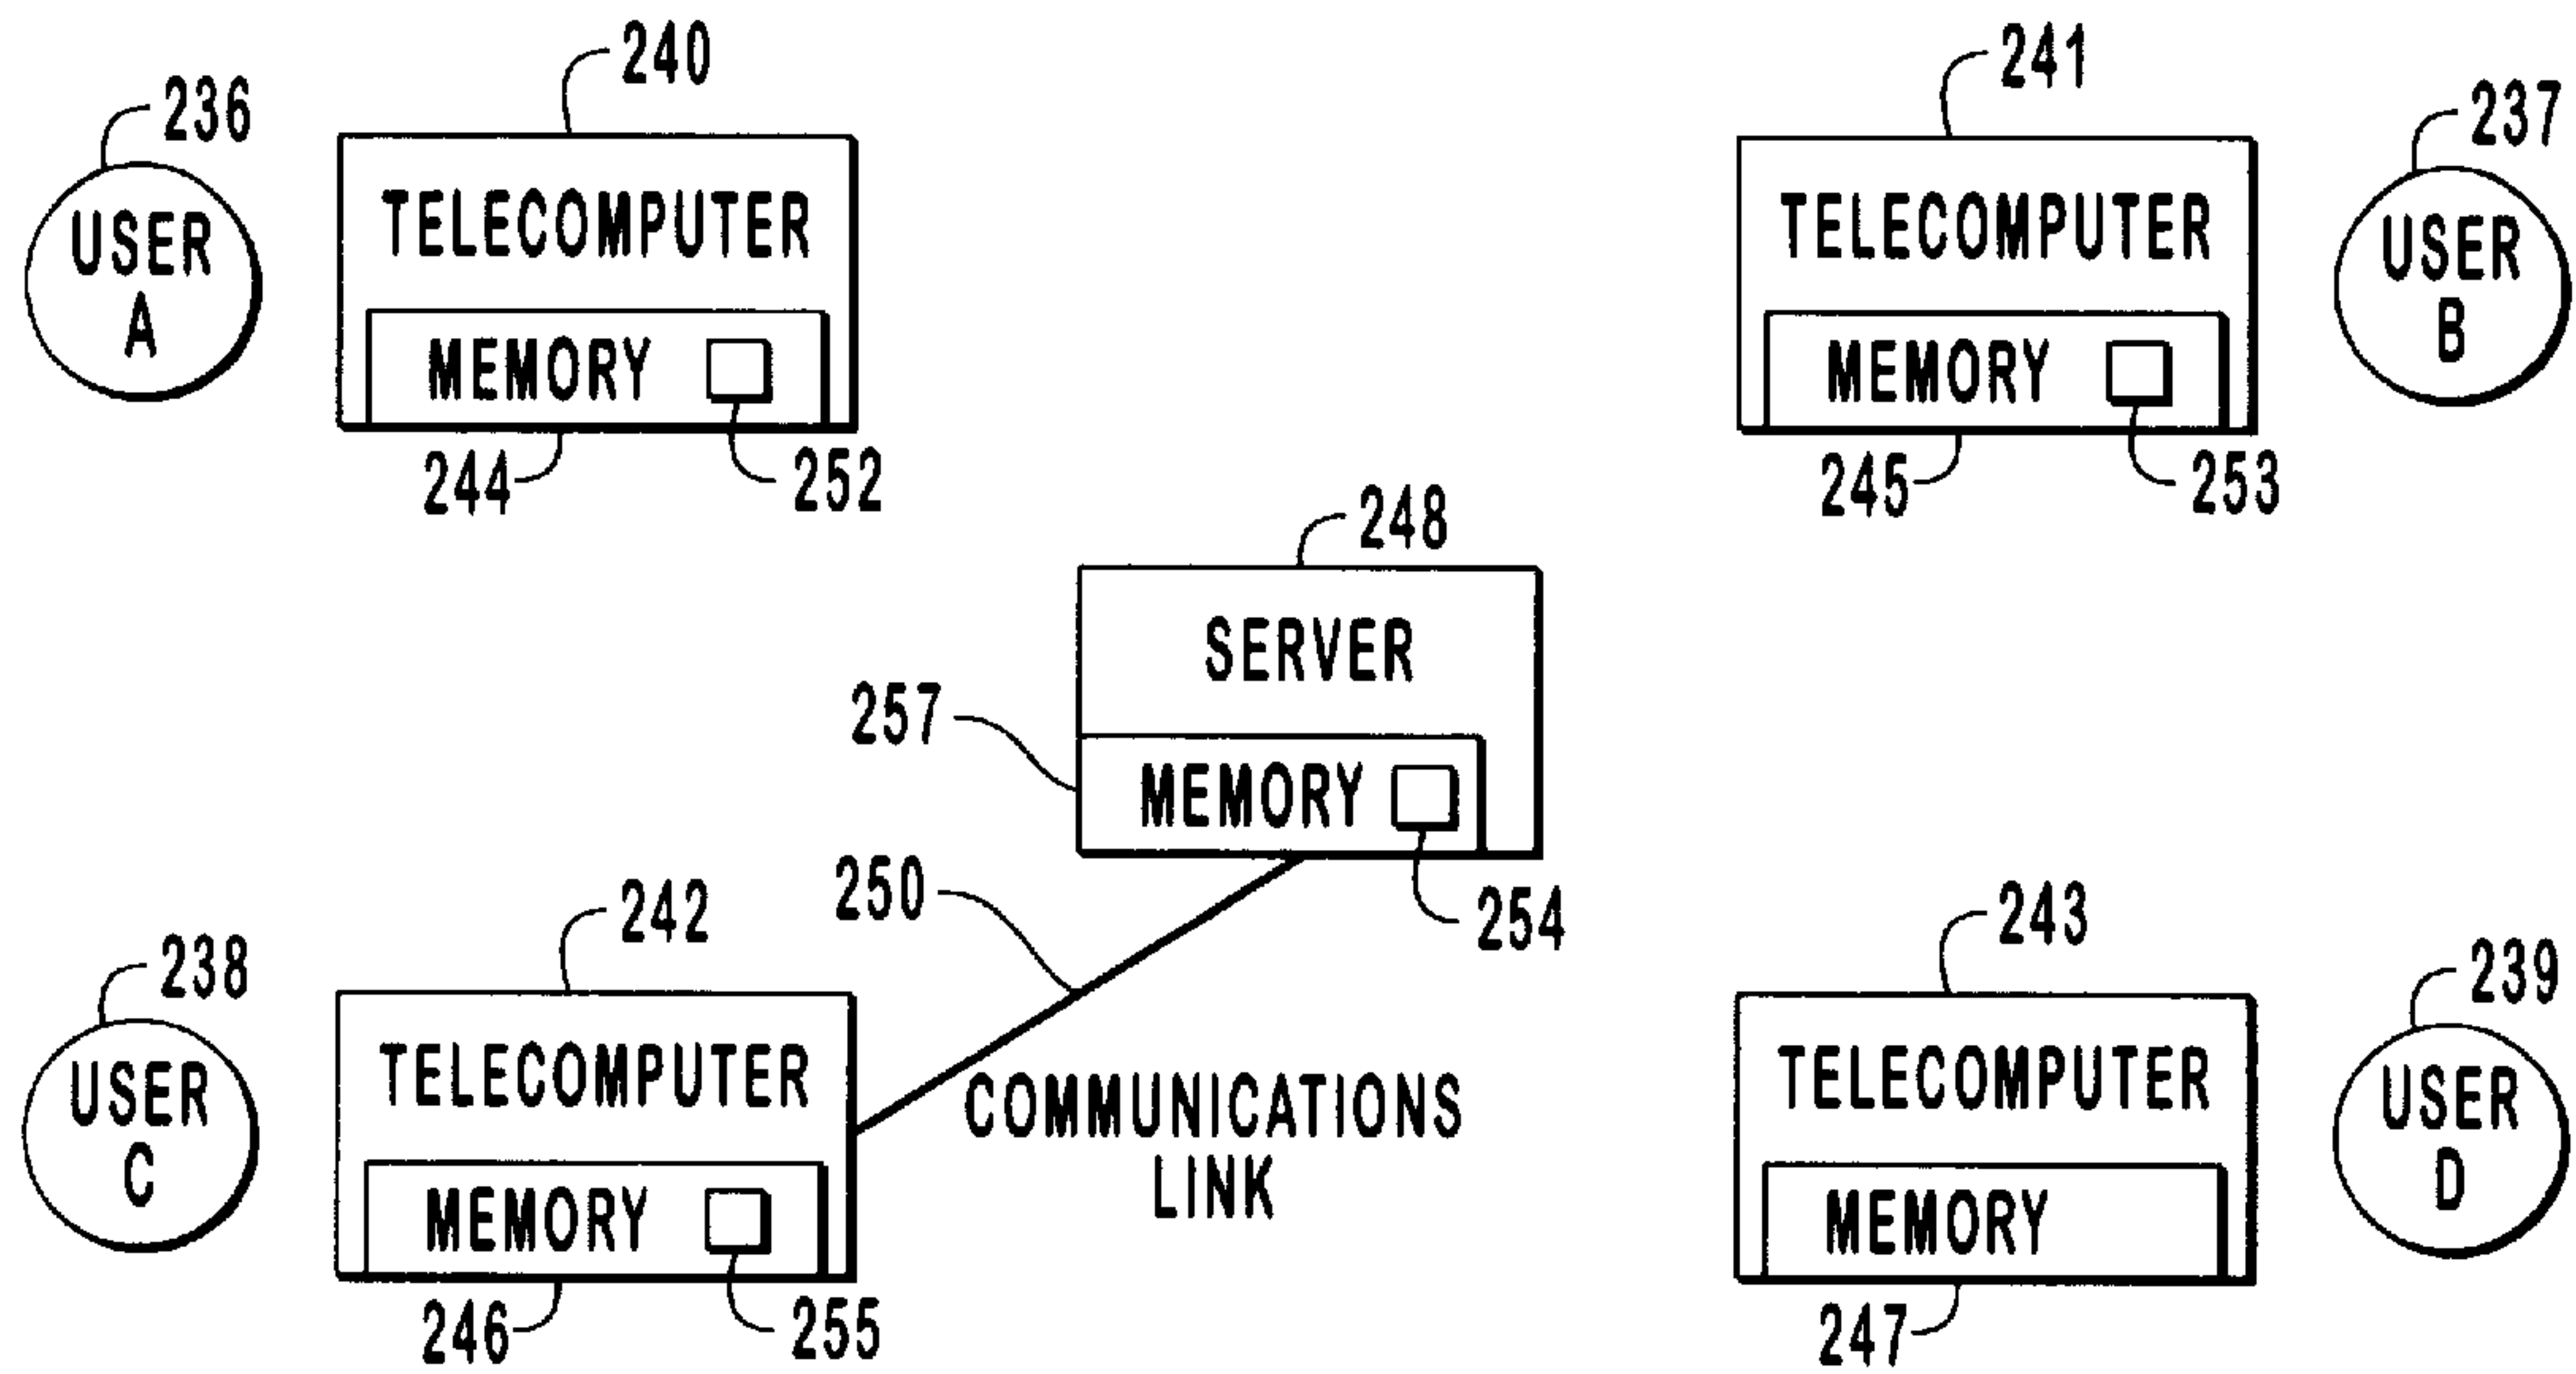 240
241
236
237
USER
A
TELECOMPUTER
MEMORY
244
252
TELECOMPUTER
MEMORY
245
253
USER
B
248
SERVER
257
MEMORY
250
254
242
243
238
239
USER
C
TELECOMPUTER
MEMORY
246
255
COMMUNICATIONS
LINK
TELECOMPUTER
MEMORY
247
USER
D